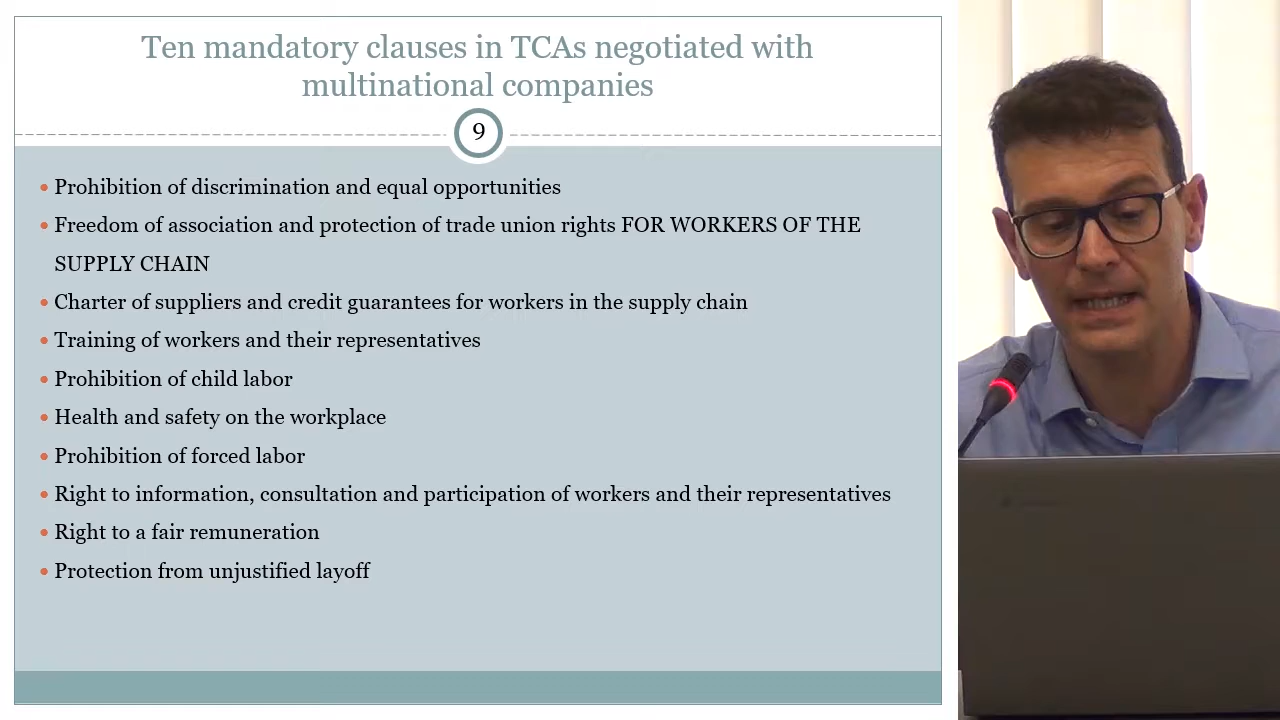 Ten mandatory clauses in TCAs negotiated with
multinational companies
9
• Prohibition of discrimination and equal opportunities
• Freedom of association and protection of trade union rights FOR WORKERS OF THE
SUPPLY CHAIN
• Charter of suppliers and credit guarantees for workers in the supply chain
• Training of workers and their representatives
• Prohibition of child labor
• Health and safety on the workplace
• Prohibition of forced labor
• Right to information, consultation and participation of workers and their representatives
• Right to a fair remuneration
• Protection from unjustified layoff